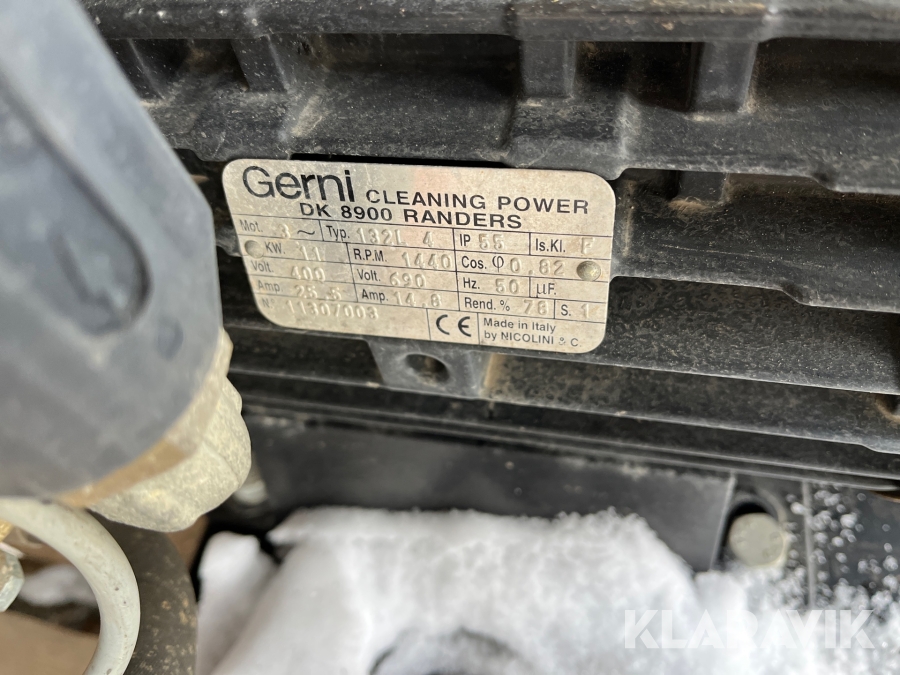 Gerni CLEANING POWER
DK 8900 RANDERS
Mot. 3~ Typ. 132L 4 IP 55 Is.Kl. F
KW. 11 R.P.M. 1440 Cos.φ 0,82
Volt. 400 Volt. 690 Hz. 50 µF.
Amp. 25.5 Amp. 14.8 Rend.% 78 S. 1
N° 11307003 CE Made in Italy
by NICOLINI & C.
KLARAVIK